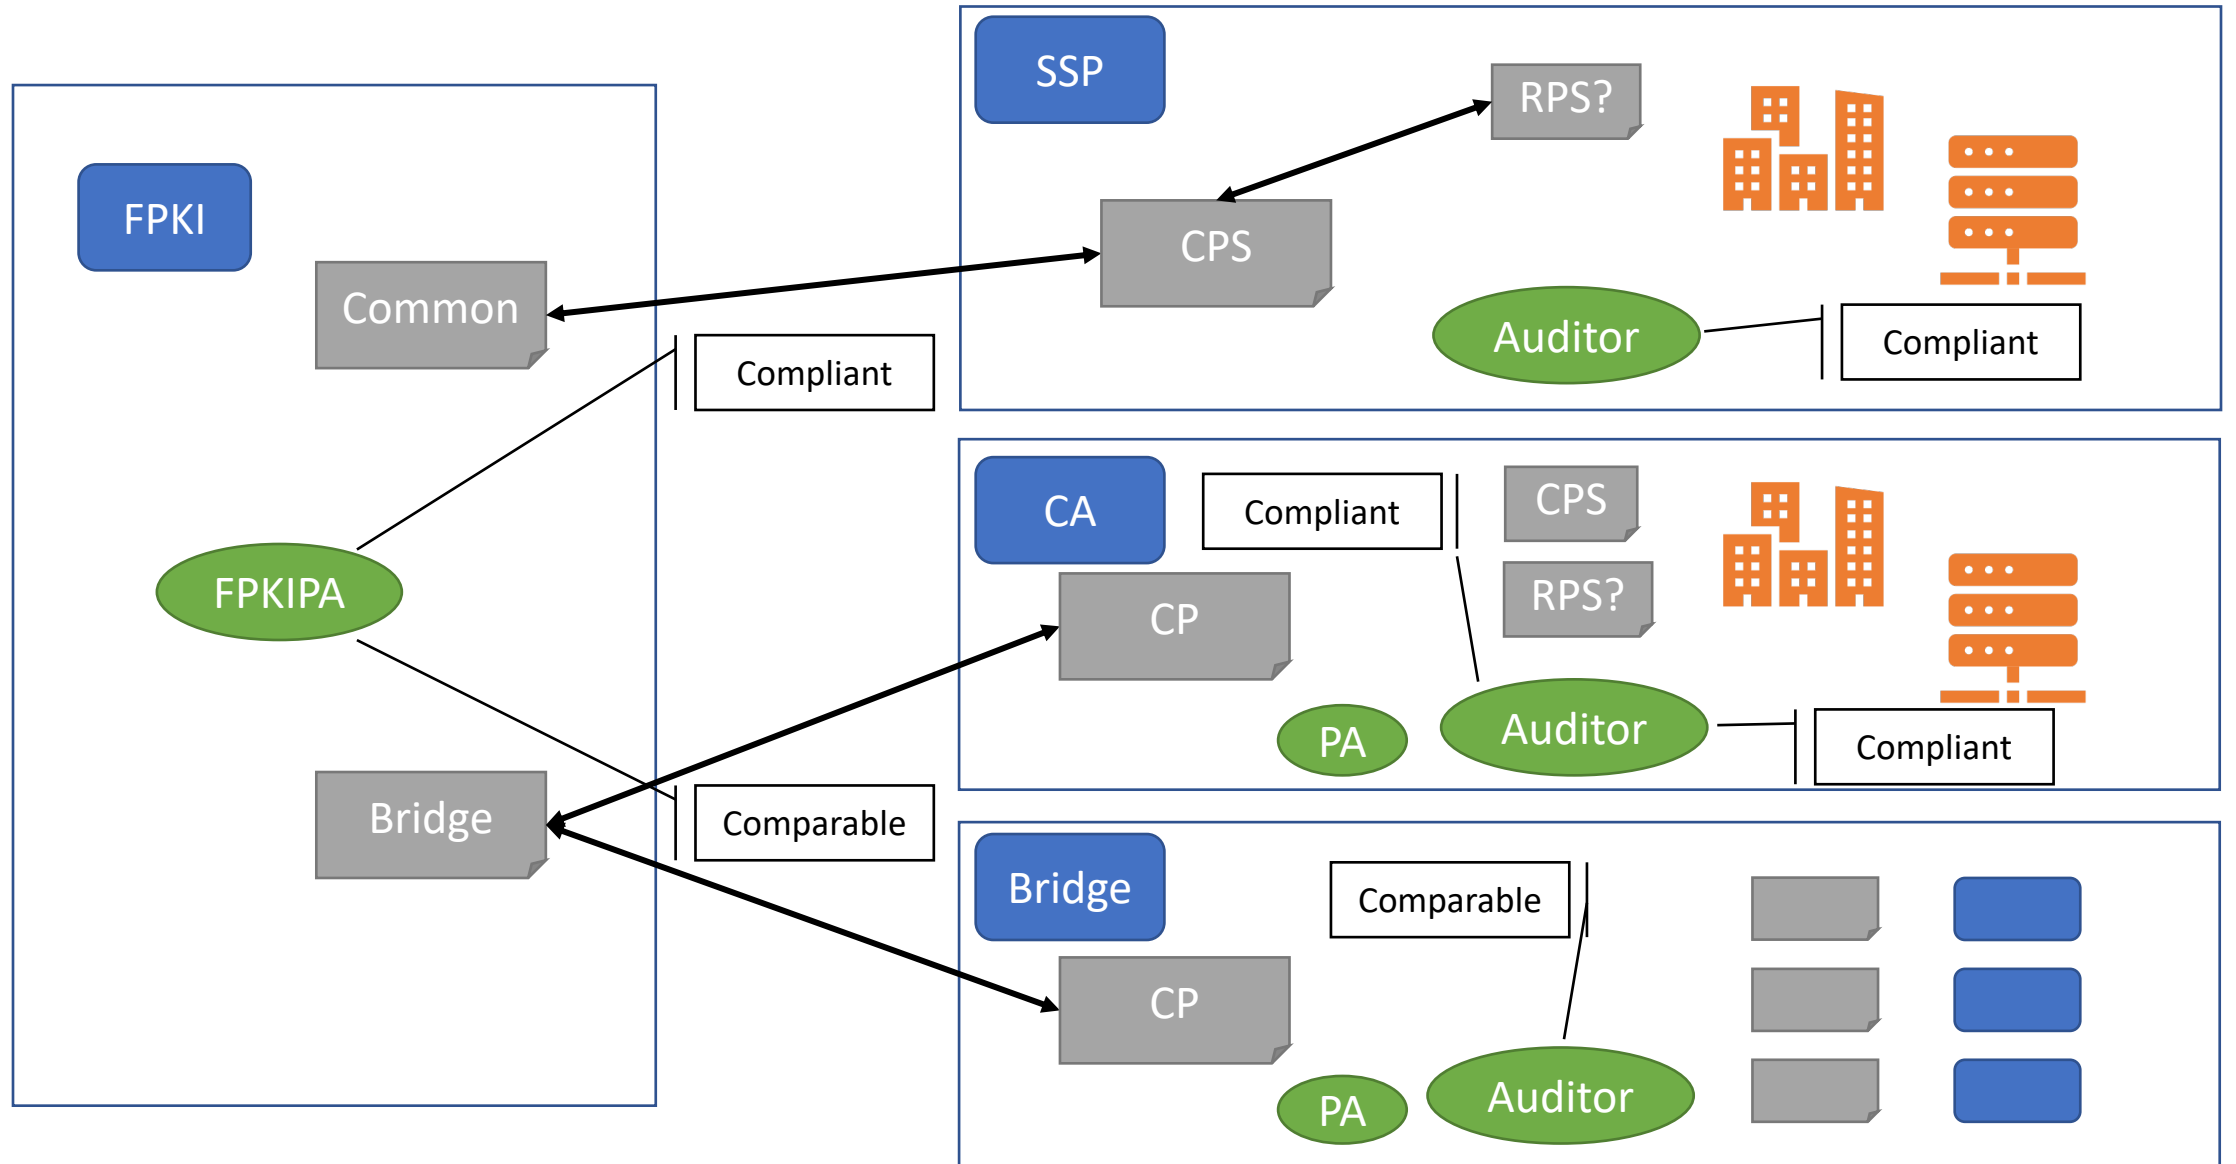 FPKI
Common
Compliant
FPKIPA
Bridge
Comparable
SSP
RPS?
CPS
Auditor
Compliant
CA
Compliant
CPS
RPS?
CP
PA
Auditor
Compliant
Bridge
Comparable
CP
PA
Auditor